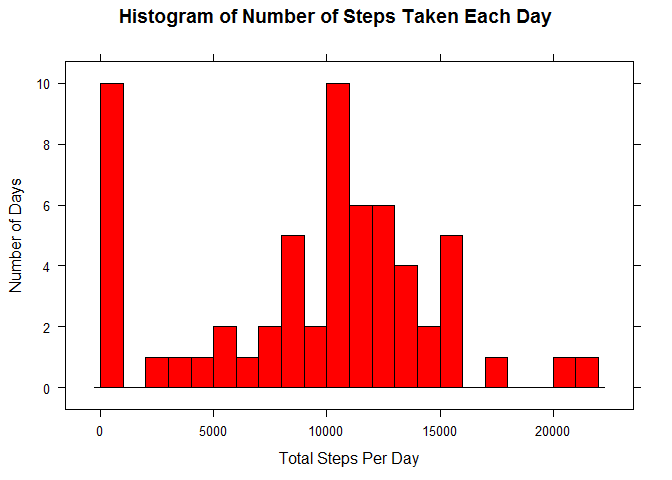 Histogram of Number of Steps Taken Each Day
Number of Days
10
8
6
4
2
0
0 5000 10000 15000 20000
Total Steps Per Day